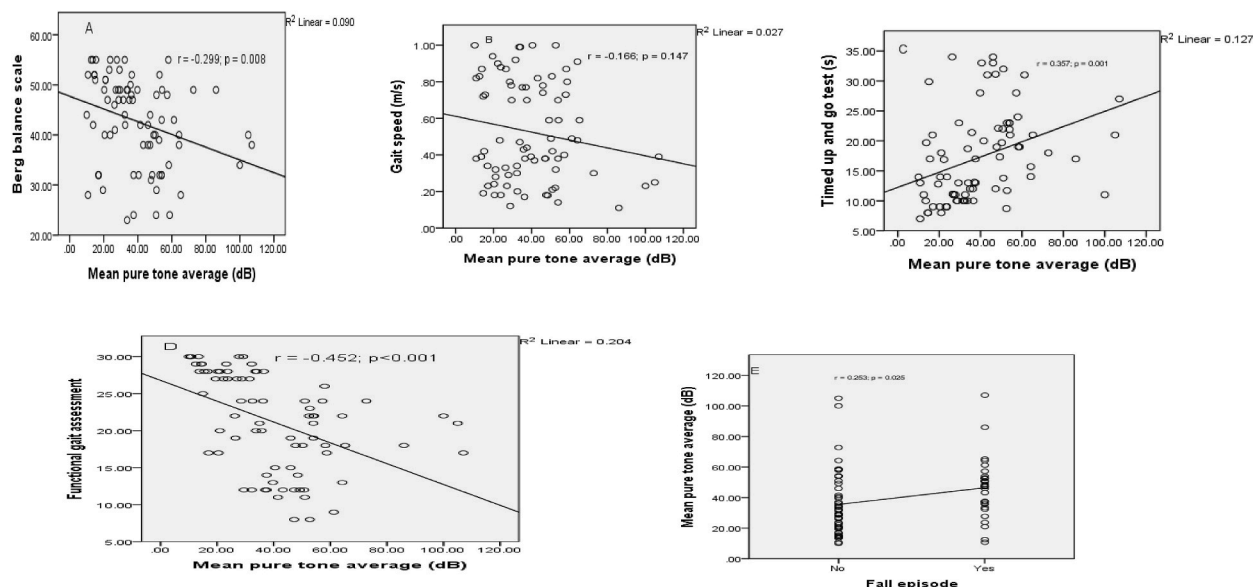 A
R² Linear = 0.090
r = -0.299; p = 0.008
Berg balance scale
60.00
50.00
40.00
30.00
20.00
.00 20.00 40.00 60.00 80.00 100.00 120.00
Mean pure tone average (dB)
B
R² Linear = 0.027
r = -0.166; p = 0.147
Gait speed (m/s)
1.00
.80
.60
.40
.20
.00
.00 20.00 40.00 60.00 80.00 100.00 120.00
Mean pure tone average (dB)
C
R² Linear = 0.127
r = 0.357; p = 0.001
Timed up and go test (s)
35.00
30.00
25.00
20.00
15.00
10.00
5.00
.00 20.00 40.00 60.00 80.00 100.00 120.00
Mean pure tone average (dB)
D
R² Linear = 0.204
r = -0.452; p<0.001
Functional gait assessment
30.00
25.00
20.00
15.00
10.00
5.00
.00 20.00 40.00 60.00 80.00 100.00 120.00
Mean pure tone average (dB)
E
r = 0.253; p = 0.025
Mean pure tone average (dB)
120.00
100.00
80.00
60.00
40.00
20.00
.00
No Yes
Fall episode